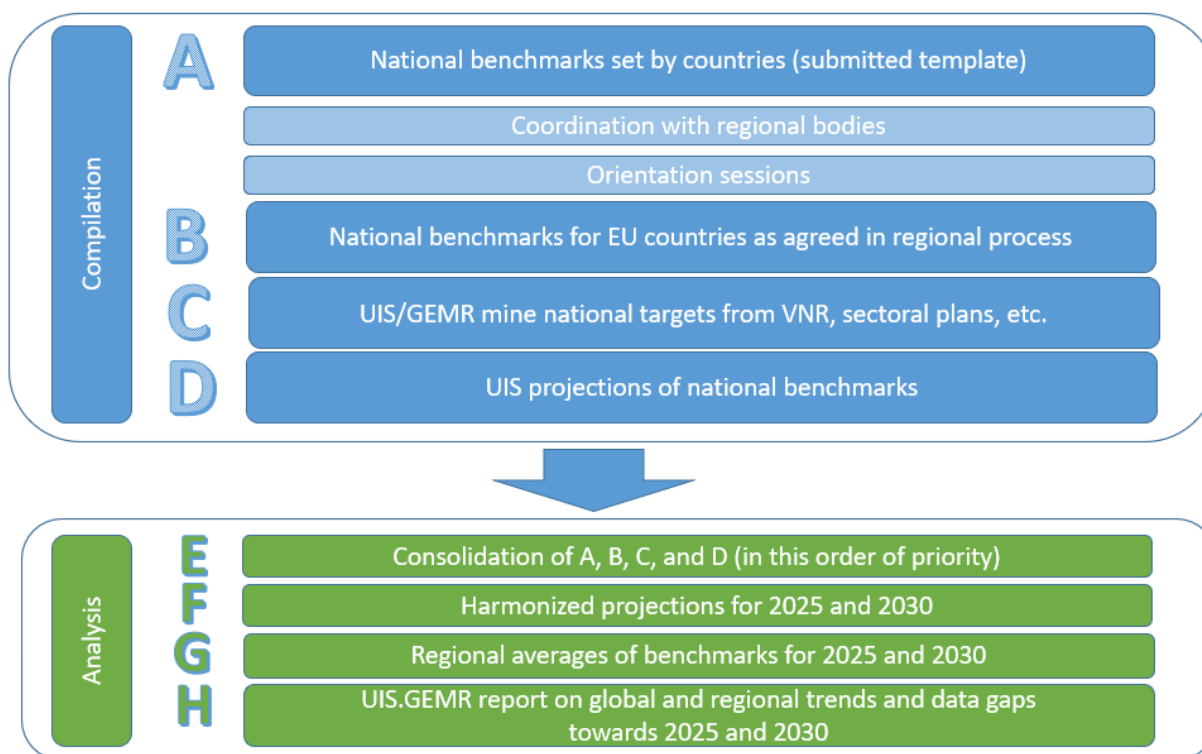 Compilation
A
National benchmarks set by countries (submitted template)
Coordination with regional bodies
Orientation sessions
B
National benchmarks for EU countries as agreed in regional process
C
UIS/GEMR mine national targets from VNR, sectoral plans, etc.
D
UIS projections of national benchmarks
Analysis
E
Consolidation of A, B, C, and D (in this order of priority)
F
Harmonized projections for 2025 and 2030
G
Regional averages of benchmarks for 2025 and 2030
H
UIS.GEMR report on global and regional trends and data gaps
towards 2025 and 2030